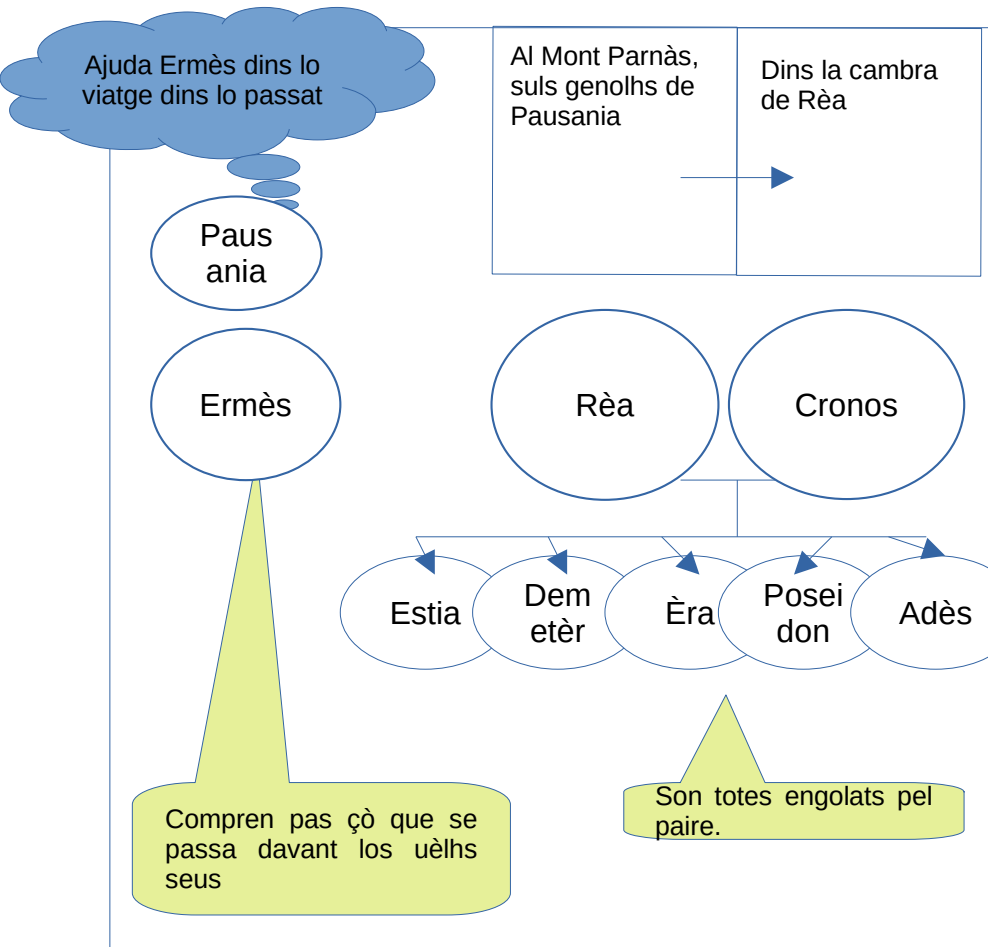 Ajuda Ermès dins lo
viatge dins lo passat
Al Mont Parnàs,
suls genolhs de
Pausania
Dins la cambra
de Rèa
Paus
ania
Ermès
Rèa
Cronos
Estia
Dem
etèr
Èra
Posei
don
Adès
Son totes engolats pel
paire.
Compren pas çò que se
passa davant los uèlhs
seus